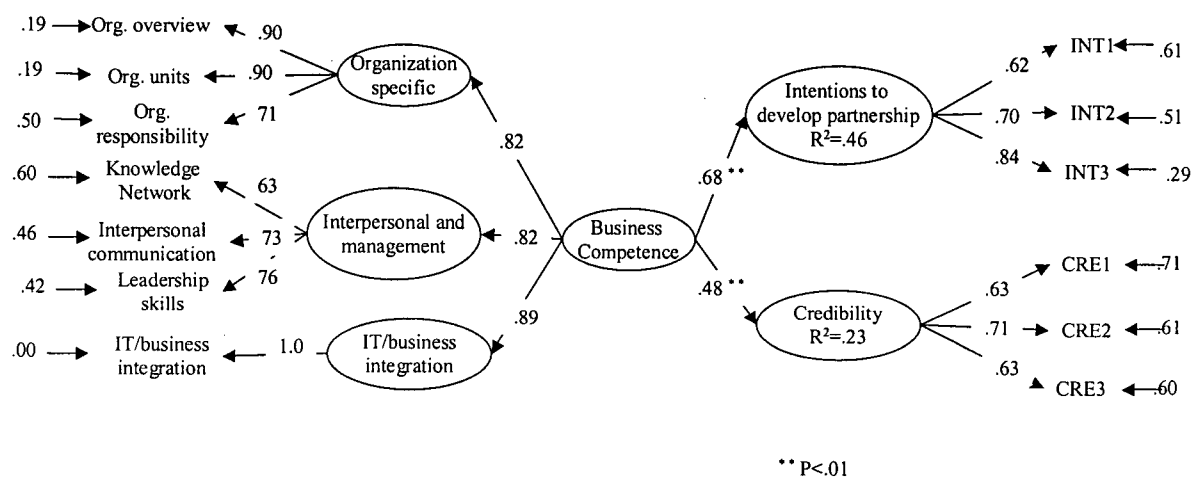 .19 Org. overview .90
.19 Org. units .90
.50 Org. responsibility 71
Organization specific
.82
.60 Knowledge Network 63
.46 Interpersonal communication 73
.42 Leadership skills 76
Interpersonal and management
.82
.00 IT/business integration 1.0
IT/business integration
.89
Business Competence
.68**
Intentions to develop partnership R²=.46
.62 INT1 .61
.70 INT2 .51
.84 INT3 .29
.48**
Credibility R²=.23
.63 CRE1 .71
.71 CRE2 .61
.63 CRE3 .60
**P<.01